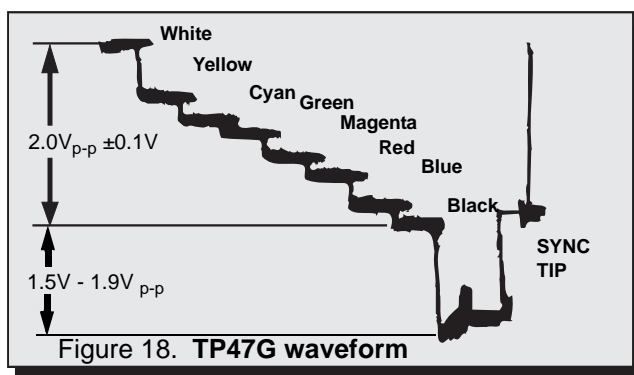 White
Yellow
Cyan
Green
Magenta
Red
Blue
Black
2.0Vp-p ±0.1V
1.5V - 1.9V p-p
SYNC
TIP
Figure 18. TP47G waveform